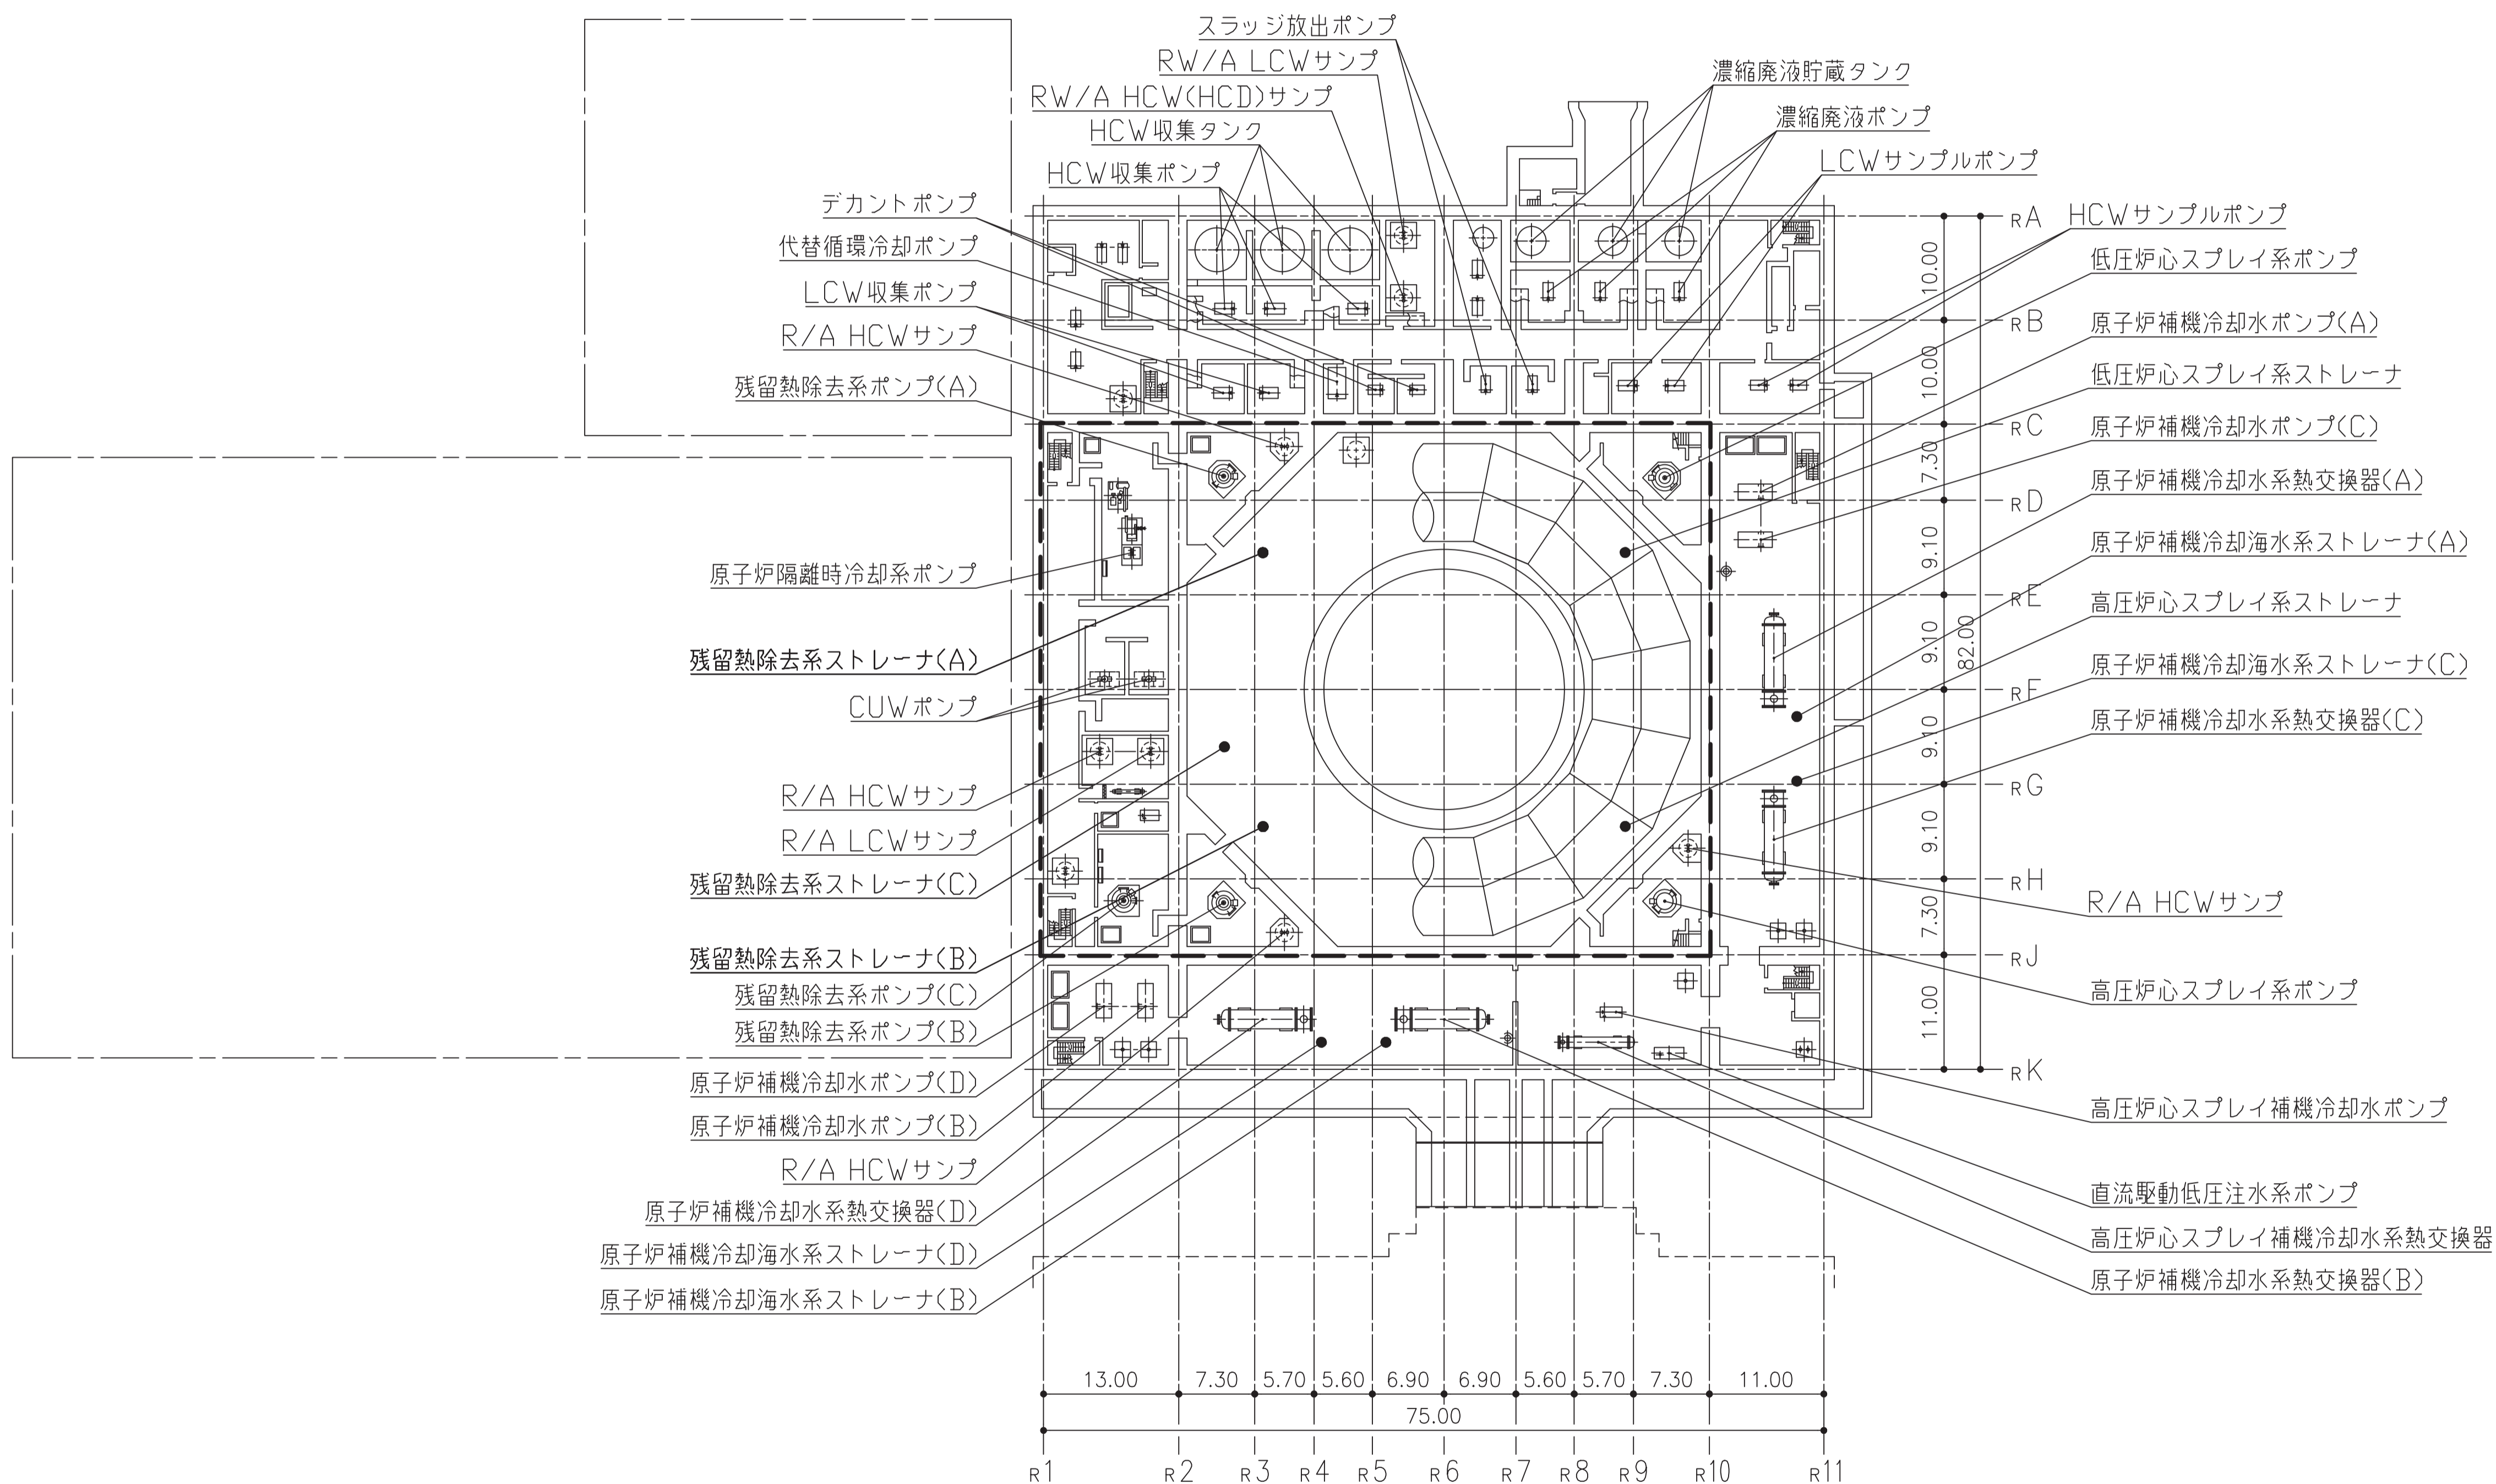 スラッジ放出ポンプ
RW/A LCWサンプ
RW/A HCW(HCD)サンプ
HCW収集タンク
HCW収集ポンプ
デカントポンプ
代替循環冷却ポンプ
LCW収集ポンプ
R/A HCWサンプ
残留熱除去系ポンプ(A)
原子炉隔離時冷却系ポンプ
残留熱除去系ストレーナ(A)
CUWポンプ
R/A HCWサンプ
R/A LCWサンプ
残留熱除去系ストレーナ(C)
残留熱除去系ストレーナ(B)
残留熱除去系ポンプ(C)
残留熱除去系ポンプ(B)
原子炉補機冷却水ポンプ(D)
原子炉補機冷却水ポンプ(B)
R/A HCWサンプ
原子炉補機冷却水系熱交換器(D)
原子炉補機冷却海水系ストレーナ(D)
原子炉補機冷却海水系ストレーナ(B)
濃縮廃液貯蔵タンク
濃縮廃液ポンプ
LCWサンプルポンプ
HCWサンプルポンプ
低圧炉心スプレイ系ポンプ
原子炉補機冷却水ポンプ(A)
低圧炉心スプレイ系ストレーナ
原子炉補機冷却水ポンプ(C)
原子炉補機冷却水系熱交換器(A)
原子炉補機冷却海水系ストレーナ(A)
高圧炉心スプレイ系ストレーナ
原子炉補機冷却海水系ストレーナ(C)
原子炉補機冷却水系熱交換器(C)
R/A HCWサンプ
高圧炉心スプレイ系ポンプ
高圧炉心スプレイ補機冷却水ポンプ
直流駆動低圧注水系ポンプ
高圧炉心スプレイ補機冷却水系熱交換器
原子炉補機冷却水系熱交換器(B)
RA
RB
RC
RD
RE
RF
RG
RH
RJ
RK
10.00
10.00
7.30
9.10
9.10
9.10
9.10
7.30
11.00
82.00
13.00 7.30 5.70 5.60 6.90 6.90 5.60 5.70 7.30 11.00
75.00
R1 R2 R3 R4 R5 R6 R7 R8 R9 R10 R11